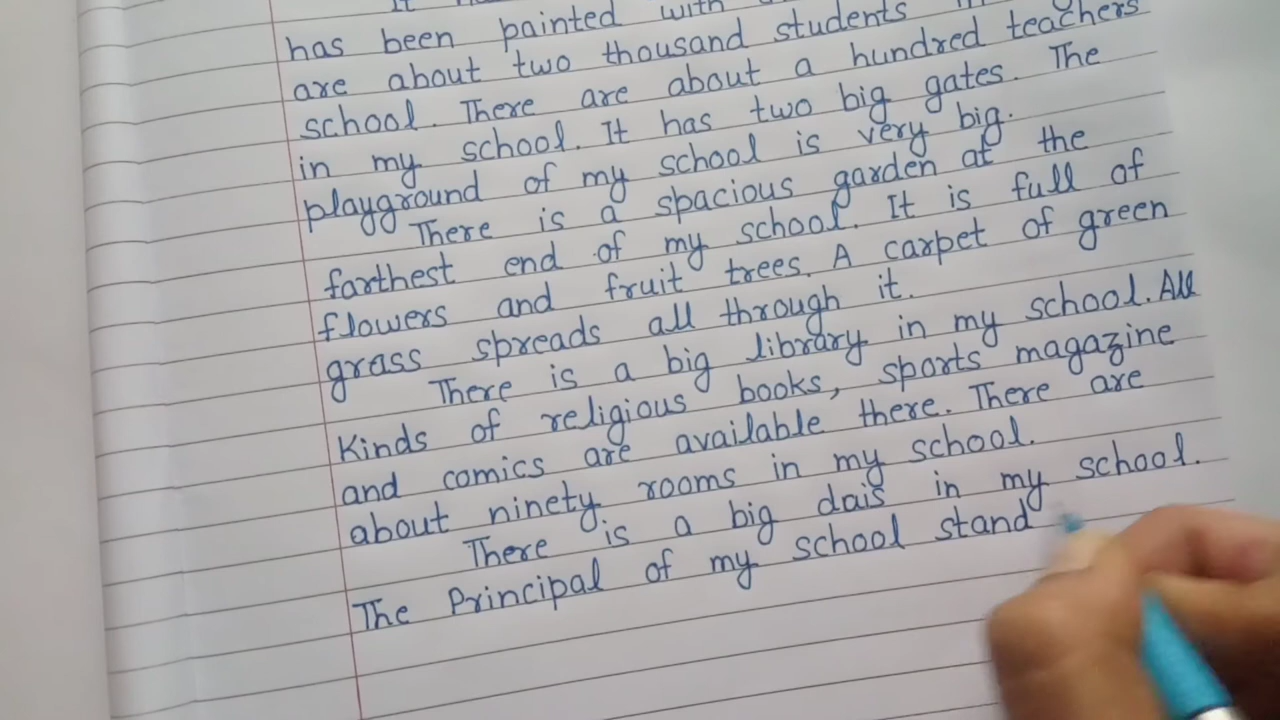 It
has been painted with
are about two thousand students
school. There are about a hundred teachers
in my school. It has two big gates. The
playground of my school is very big.
There is a spacious garden at the
farthest end of my school. It is full of
flowers and fruit trees. A carpet of green
grass spreads all through it.
There is a big library in my school. All
Kinds of religious books, sports magazine
and comics are available there. There are
about ninety rooms in my school.
There is a big dais in my school.
The Principal of my school stand